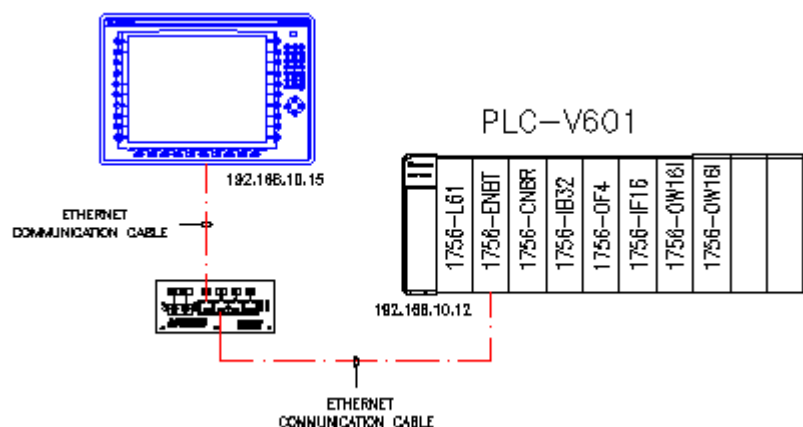 PLC-V601
192.168.10.15
ETHERNET
COMMUNICATION CABLE
1756-L61
1756-ENBT
1756-CNBR
1756-IB32
1756-OF4
1756-IF16
1756-OW16I
1756-OW16I
192.168.10.12
ETHERNET
COMMUNICATION CABLE